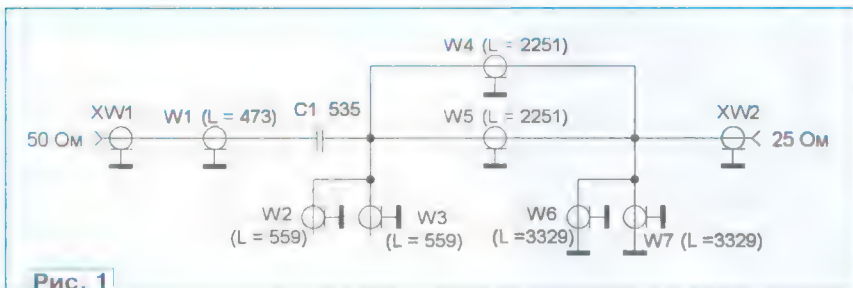 W4 (L = 2251)
XW1
W1 (L = 473)
C1 535
W5 (L = 2251)
XW2
50 Ом
25 Ом
W2
(L = 559)
W3
(L = 559)
W6
(L =3329)
W7 (L =3329)
Рис. 1